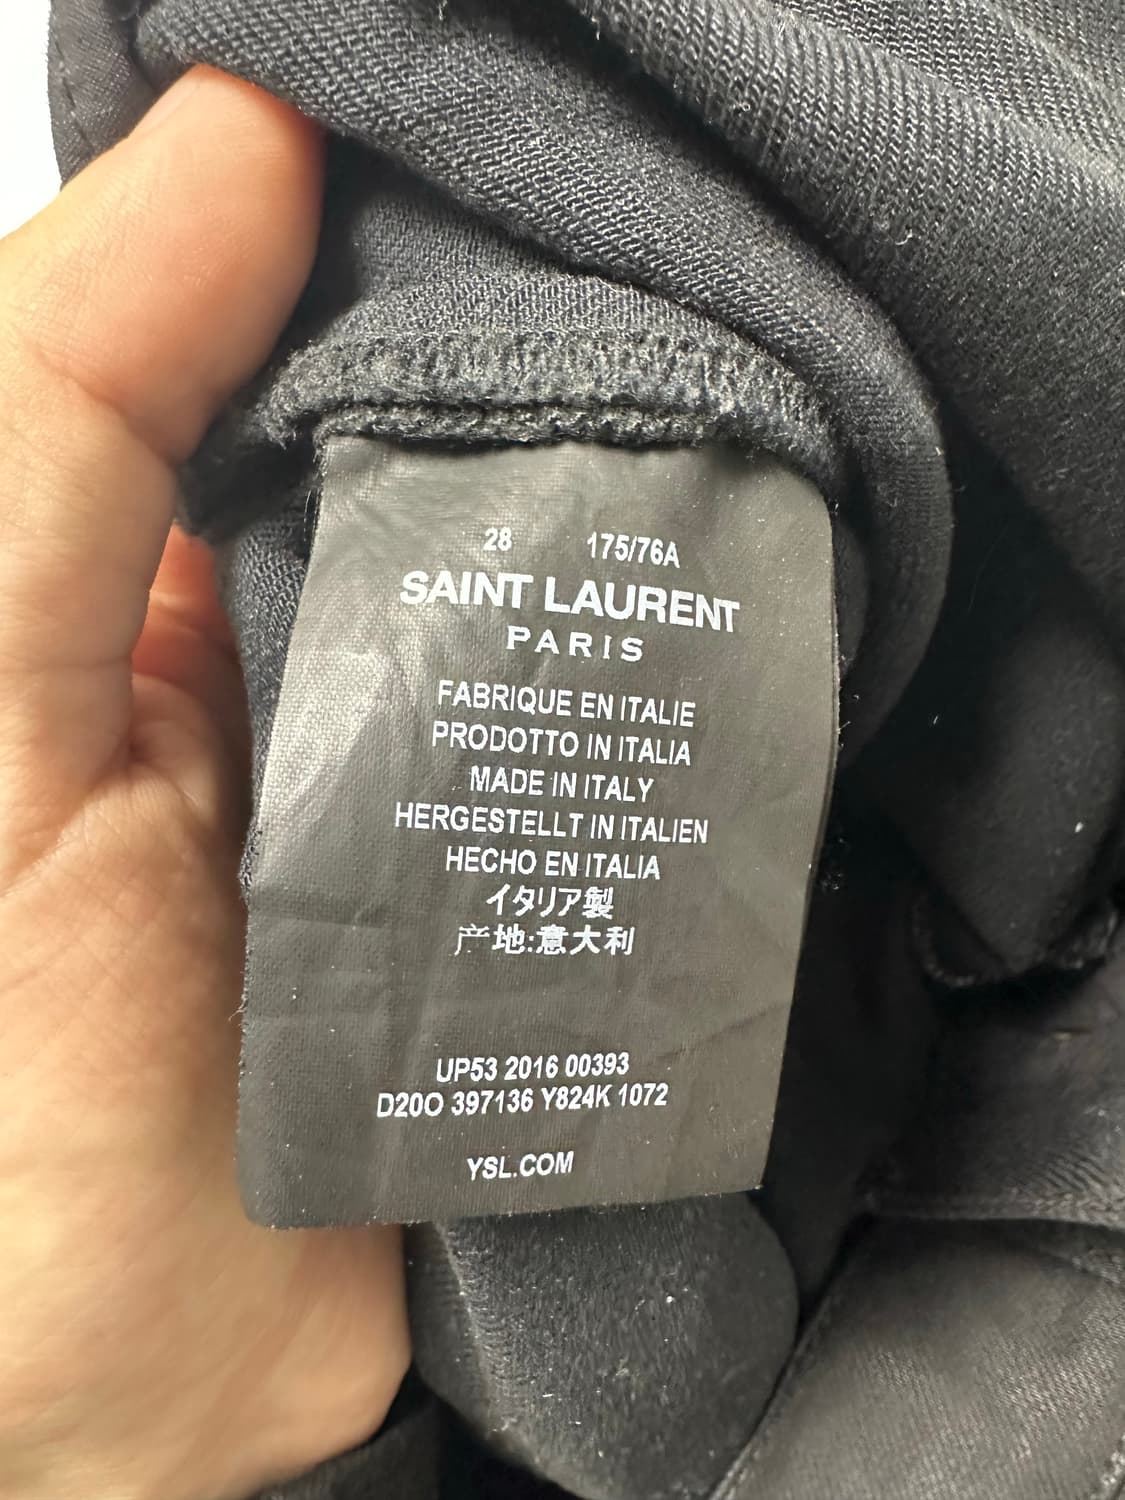 28 175/76A
SAINT LAURENT
PARIS
FABRIQUE EN ITALIE
PRODOTTO IN ITALIA
MADE IN ITALY
HERGESTELLT IN ITALIEN
HECHO EN ITALIA
イタリア製
产地:意大利
UP53 2016 00393
D20O 397136 Y824K 1072
YSL.COM